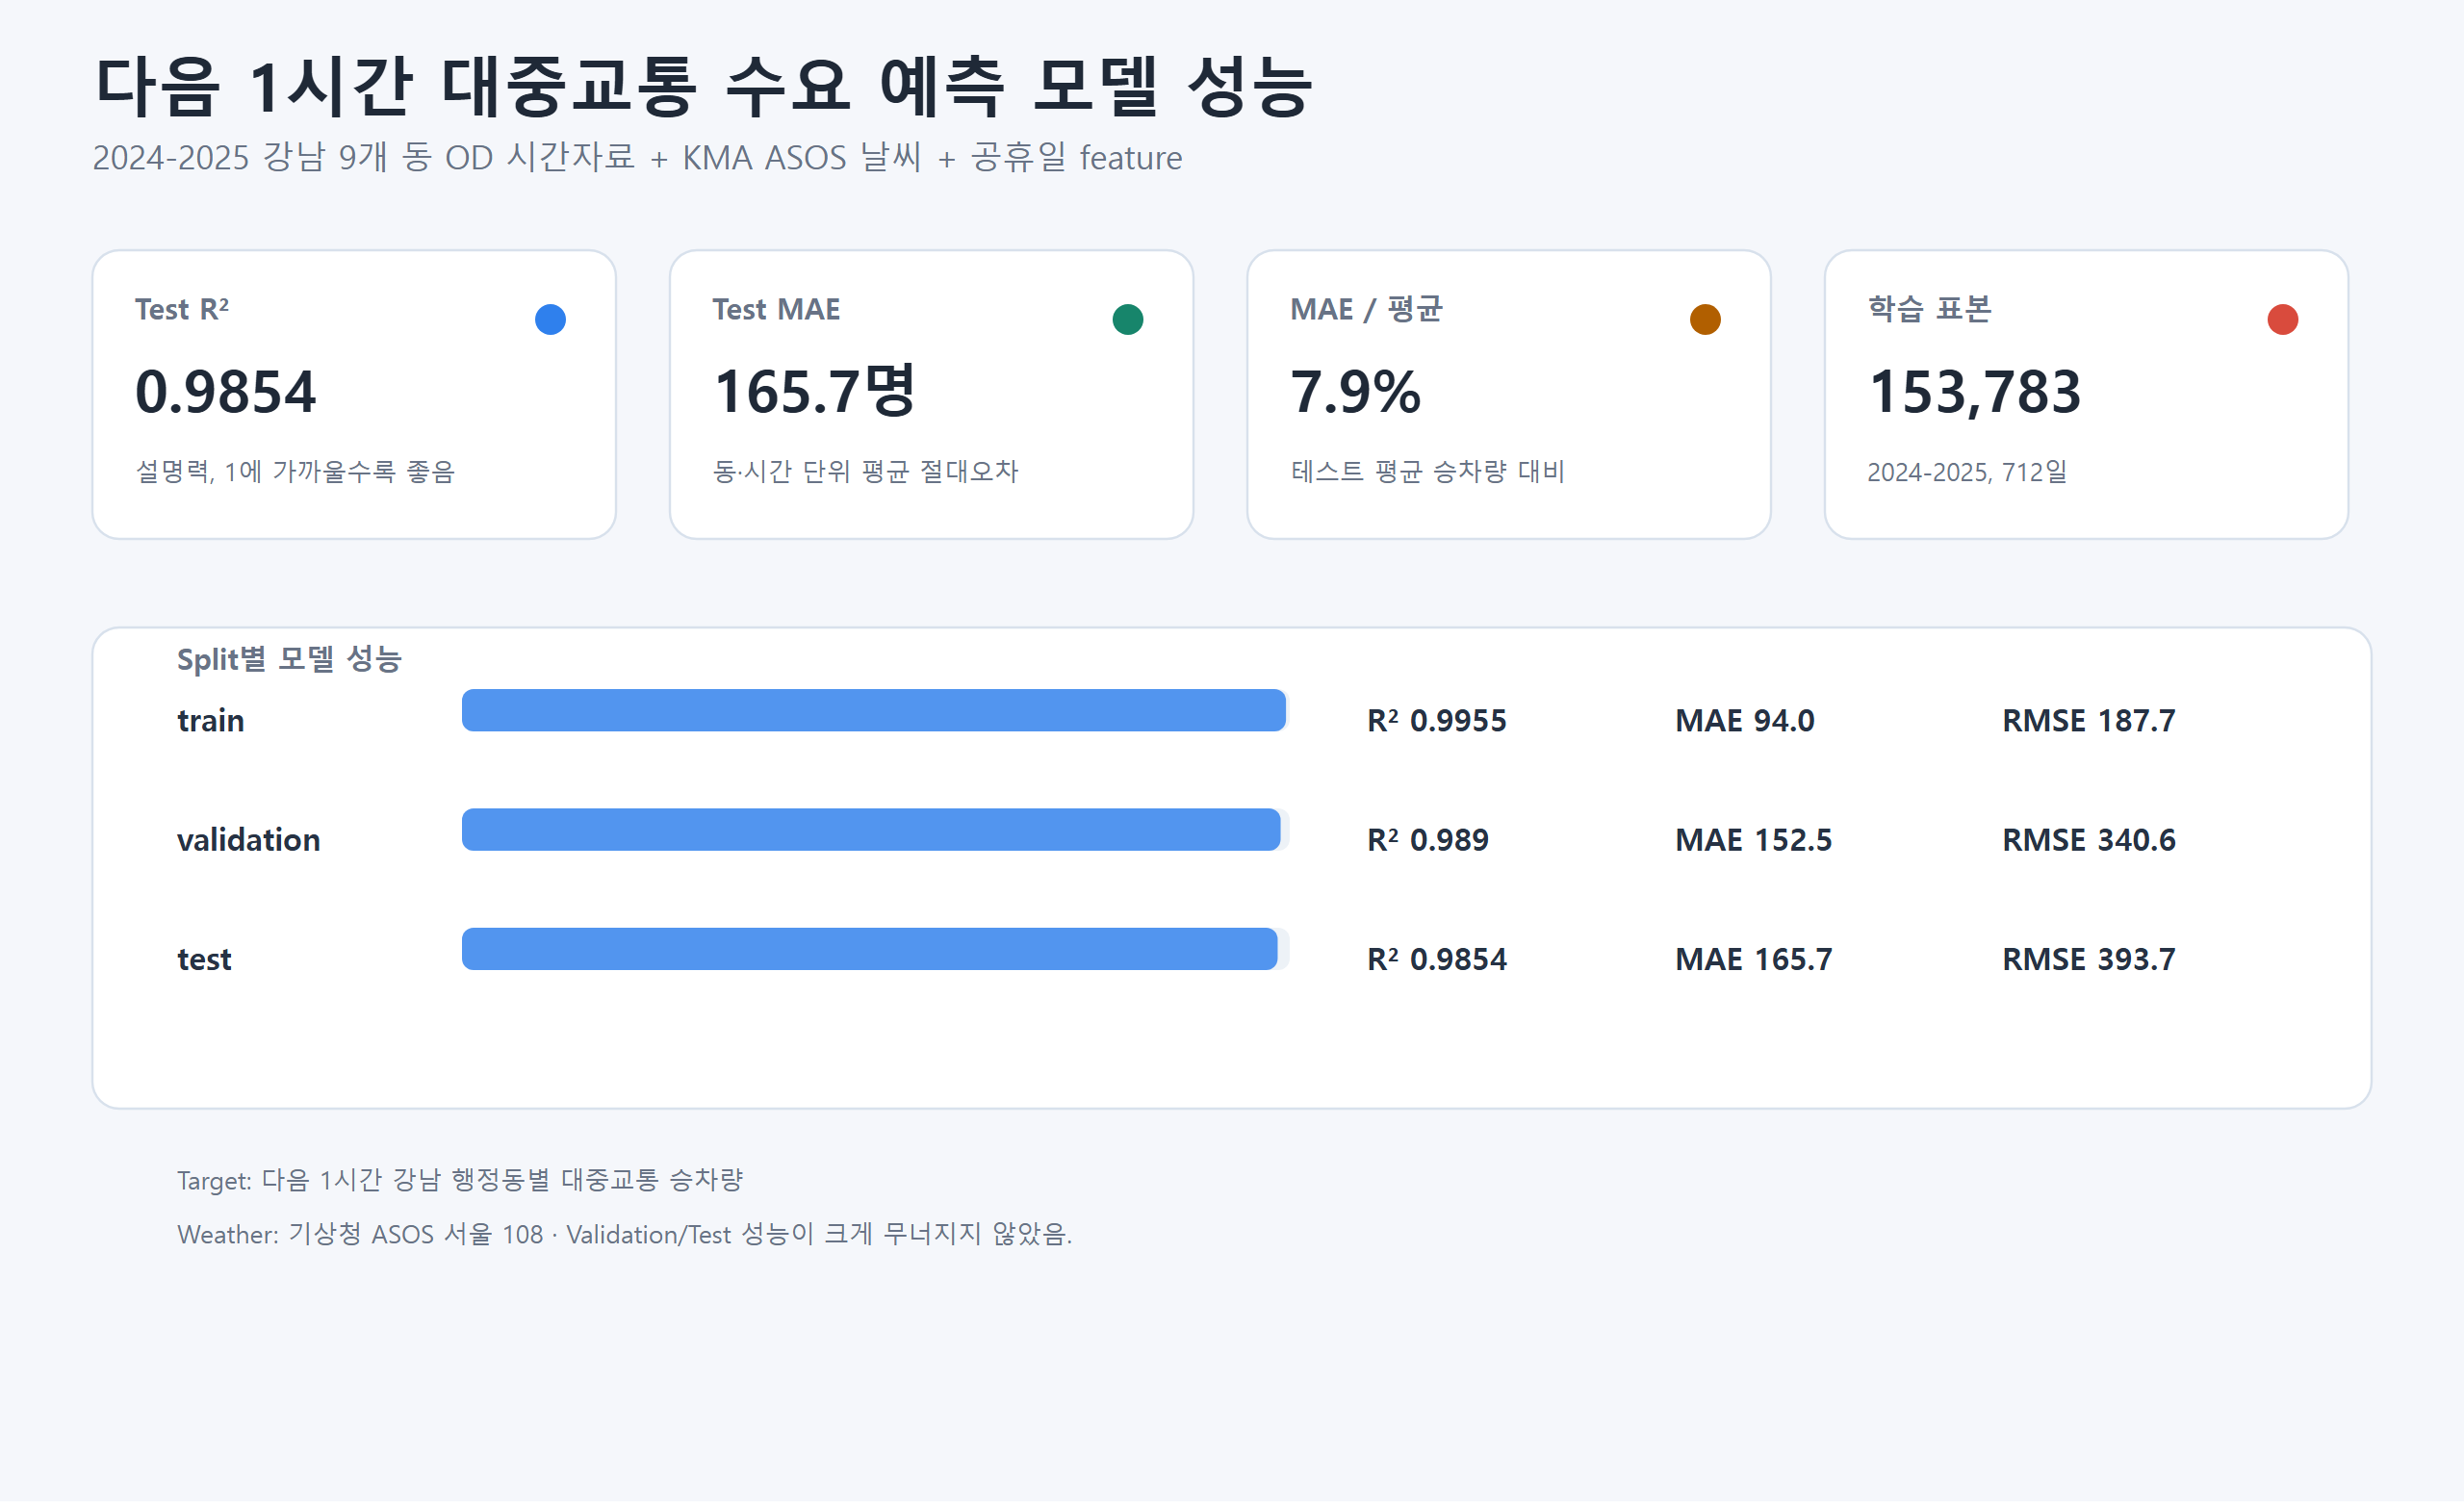 다음 1시간 대중교통 수요 예측 모델 성능
2024-2025 강남 9개 동 OD 시간자료 + KMA ASOS 날씨 + 공휴일 feature
Test R²
0.9854
설명력, 1에 가까울수록 좋음
Test MAE
165.7명
동·시간 단위 평균 절대오차
MAE / 평균
7.9%
테스트 평균 승차량 대비
학습 표본
153,783
2024-2025, 712일
Split별 모델 성능
train R² 0.9955 MAE 94.0 RMSE 187.7
validation R² 0.989 MAE 152.5 RMSE 340.6
test R² 0.9854 MAE 165.7 RMSE 393.7
Target: 다음 1시간 강남 행정동별 대중교통 승차량
Weather: 기상청 ASOS 서울 108 · Validation/Test 성능이 크게 무너지지 않았음.